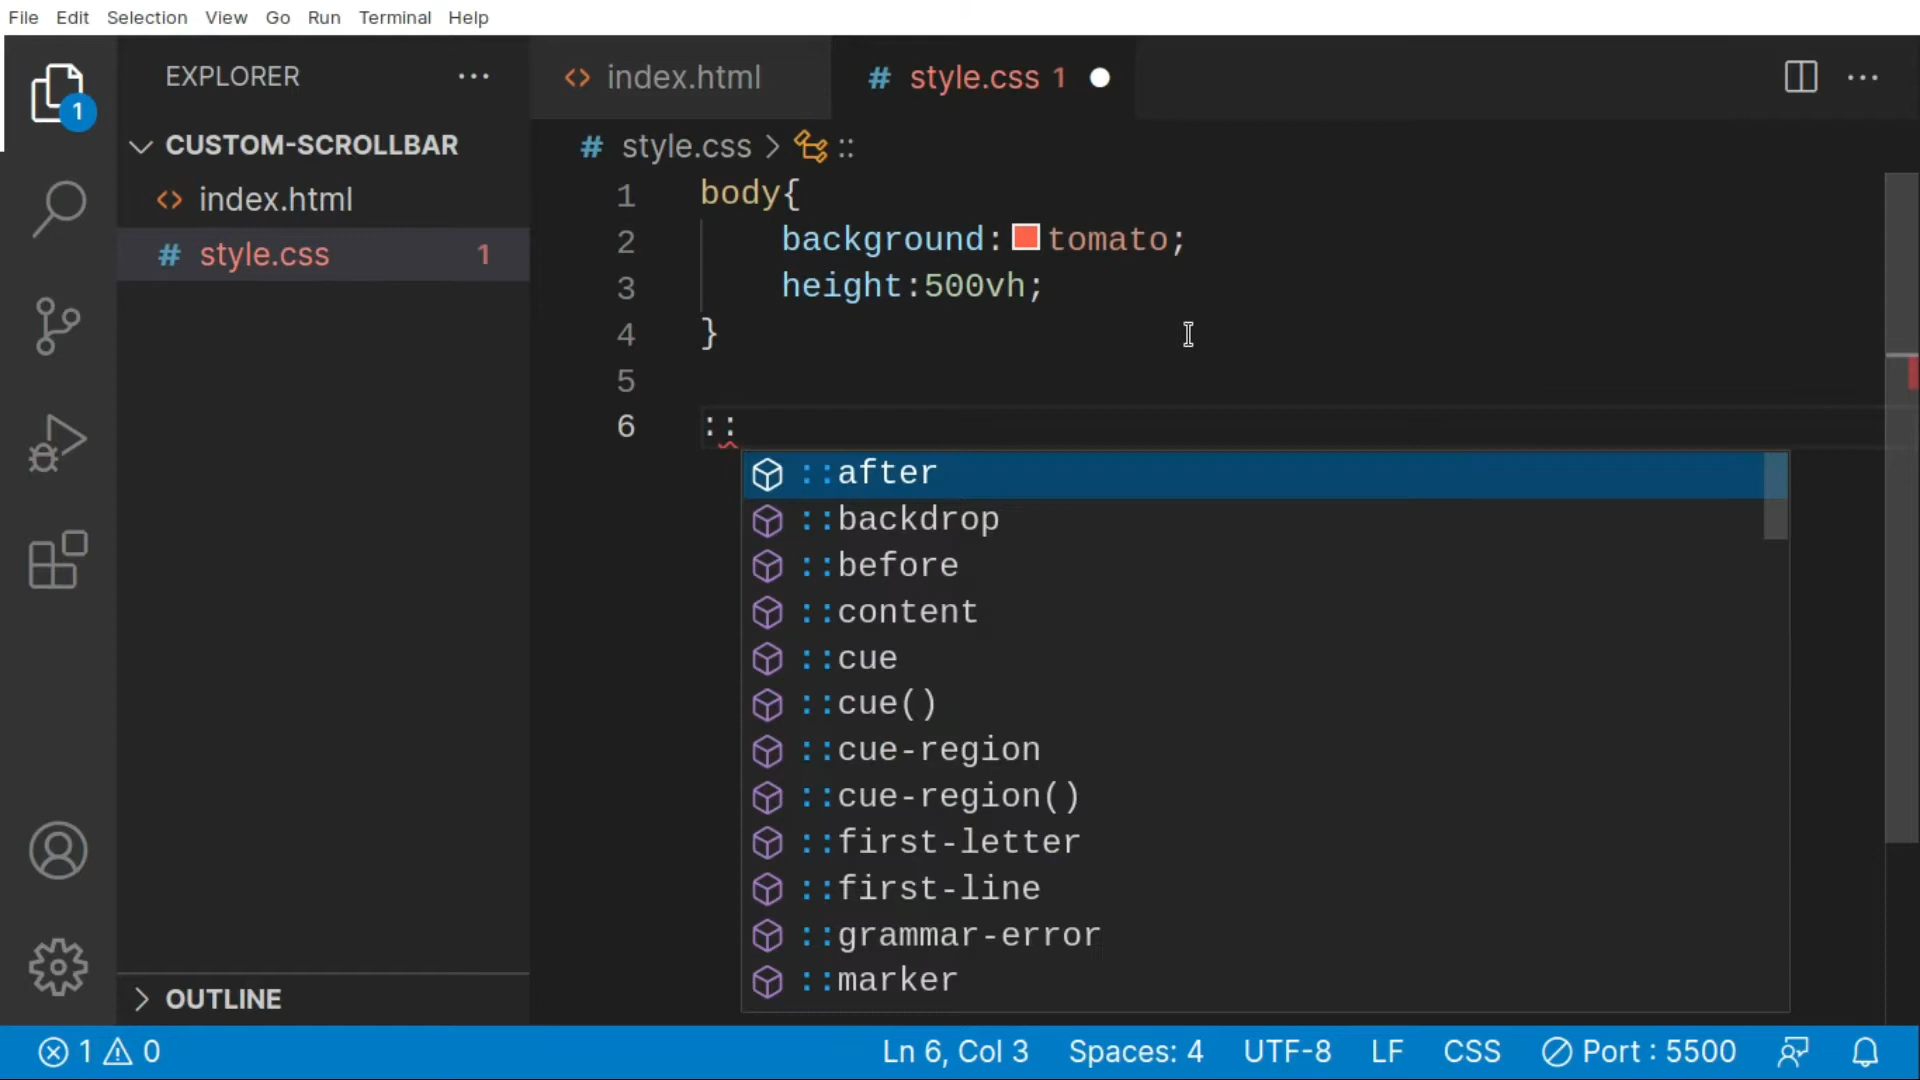 File Edit Selection View Go Run Terminal Help
EXPLORER ...
index.html
# style.css 1
1
CUSTOM-SCROLLBAR
# style.css > ::
index.html
# style.css 1
1 body{
2 background: tomato;
3 height:500vh;
4 }
5
6 ::
::after
::backdrop
::before
::content
::cue
::cue()
::cue-region
::cue-region()
::first-letter
::first-line
::grammar-error
::marker
OUTLINE
1 0 Ln 6, Col 3 Spaces: 4 UTF-8 LF CSS Port : 5500